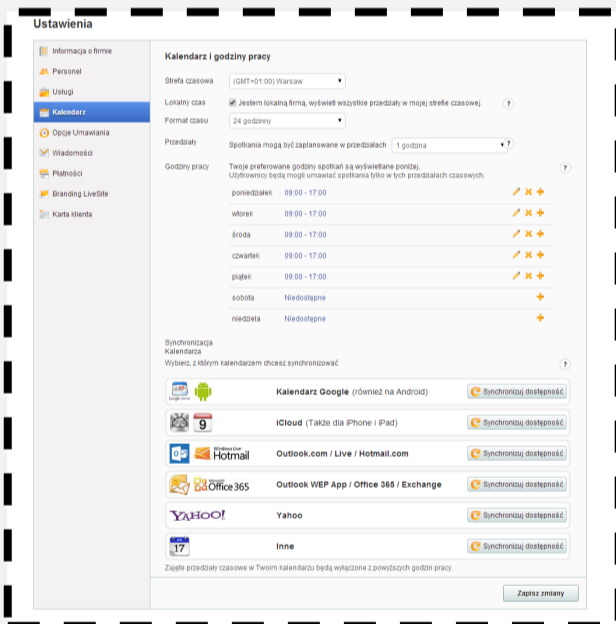 Ustawienia
Informacja o firmie
Personel
Usługi
Kalendarz
Opcje Umawiania
Wiadomości
Płatności
Branding LiveSite
Karta klienta
Kalendarz i godziny pracy
Strefa czasowa (GMT+01:00) Warsaw
Lokalny czas Jestem lokalną firmą, wyświetl wszystkie przedziały w mojej strefie czasowej. ?
Format czasu 24 godzinny
Przedziały Spotkania mogą być zaplanowane w przedziałach 1 godzina ?
Godziny pracy Twoje preferowane godziny spotkań są wyświetlane poniżej. ?
Użytkownicy będą mogli umawiać spotkania tylko w tych przedziałach czasowych.
poniedziałek 09:00 - 17:00
wtorek 09:00 - 17:00
środa 09:00 - 17:00
czwartek 09:00 - 17:00
piątek 09:00 - 17:00
sobota Niedostępne
niedziela Niedostępne
Synchronizacja
Kalendarza
Wybierz, z którym kalendarzem chcesz synchronizować ?
Kalendarz Google (również na Android) Synchronizuj dostępność
9 iCloud (Także dla iPhone i iPad) Synchronizuj dostępność
Windows Live
Hotmail Outlook.com / Live / Hotmail.com Synchronizuj dostępność
Office 365 Outlook WEP App / Office 365 / Exchange Synchronizuj dostępność
YAHOO! Yahoo Synchronizuj dostępność
17 Inne Synchronizuj dostępność
Zajęte przedziały czasowe w Twoim kalendarzu będą wyłączone z powyższych godzin pracy.
Zapisz zmiany